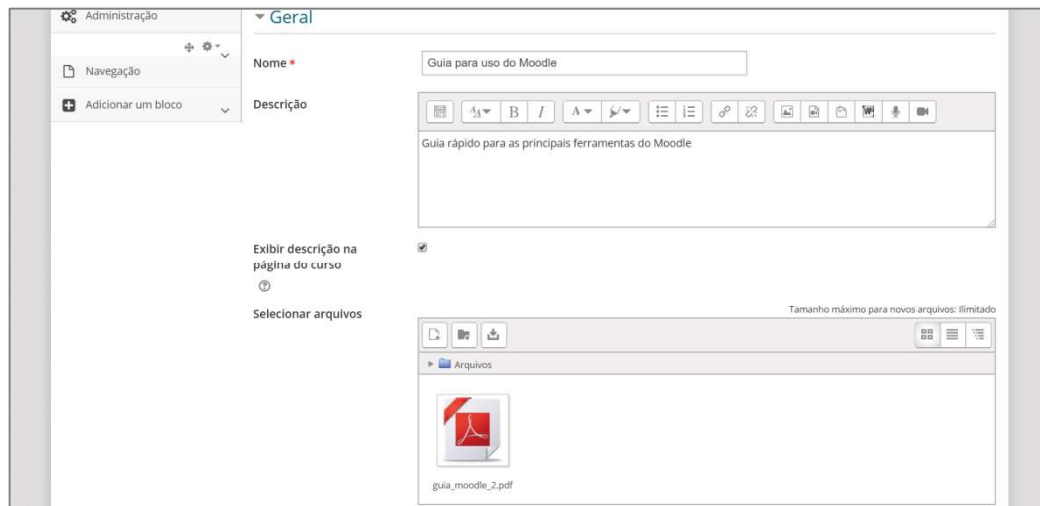 Administração
Geral
Nome *
Guia para uso do Moodle
Navegação
Adicionar um bloco
Descrição
B I A
Guia rápido para as principais ferramentas do Moodle
Exibir descrição na
página do curso
Selecionar arquivos
Tamanho máximo para novos arquivos: Ilimitado
Arquivos
guia_moodle_2.pdf